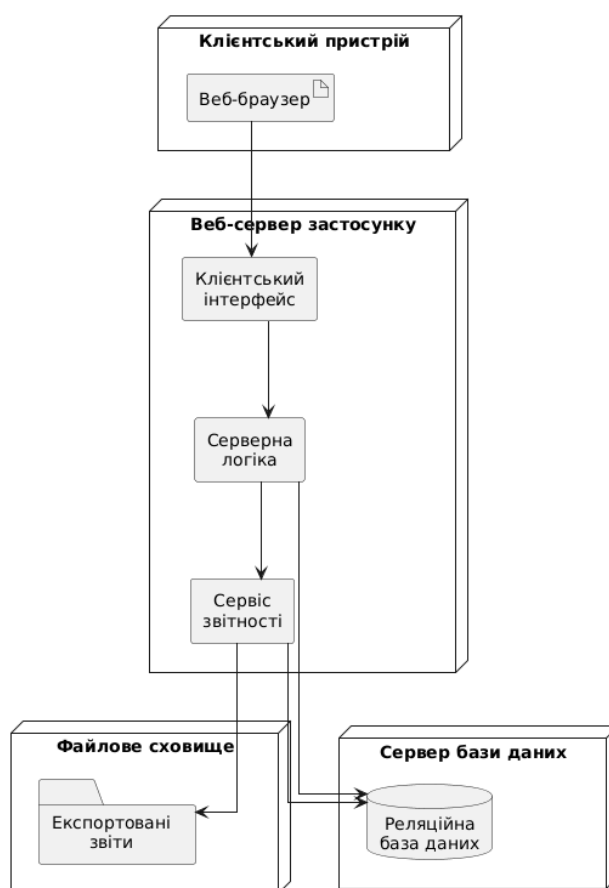 Клієнтський пристрій
Веб-браузер
Веб-сервер застосунку
Клієнтський
інтерфейс
Серверна
логіка
Сервіс
звітності
Файлове сховище
Експортовані
звіти
Сервер бази даних
Реляційна
база даних